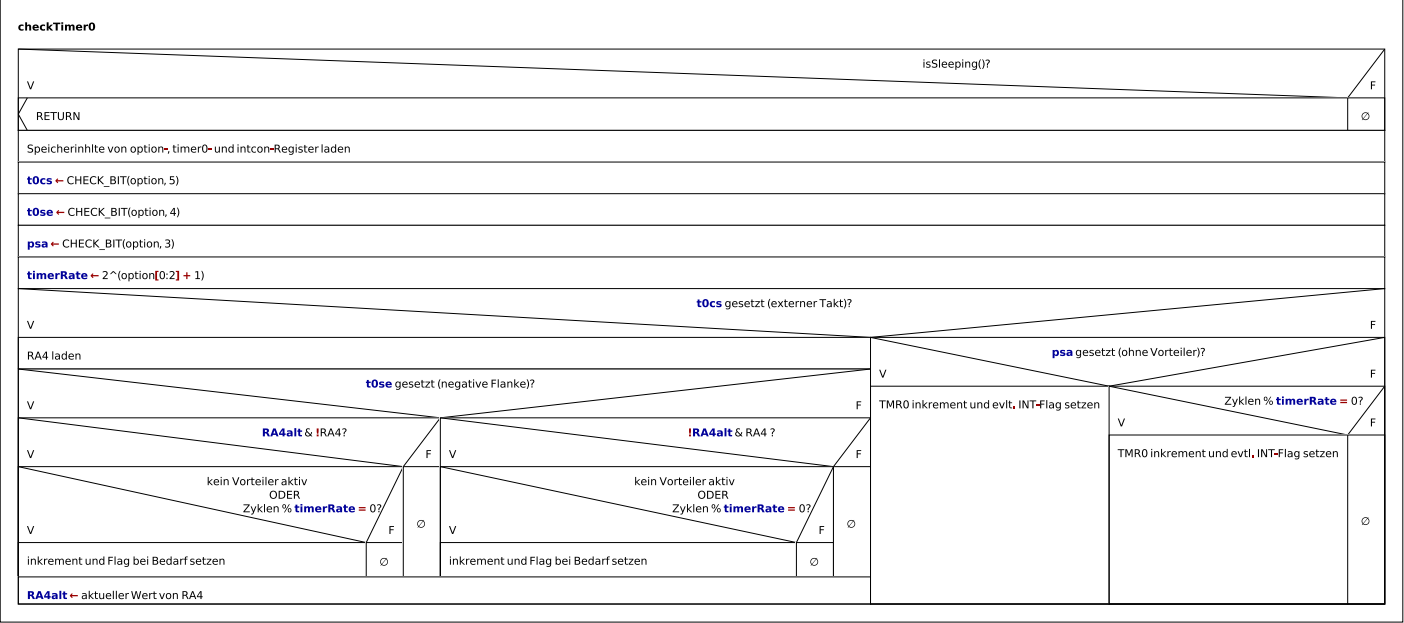 checkTimer0
isSleeping()?
V
F
RETURN
∅
Speicherinhlte von option-, timer0- und intcon-Register laden
t0cs ← CHECK_BIT(option, 5)
t0se ← CHECK_BIT(option, 4)
psa ← CHECK_BIT(option, 3)
timerRate ← 2^(option[0:2] + 1)
t0cs gesetzt (externer Takt)?
V
F
RA4 laden
t0se gesetzt (negative Flanke)?
V
F
RA4alt & !RA4?
V
F
kein Vorteiler aktiv
ODER
Zyklen % timerRate = 0?
V
F
∅
inkrement und Flag bei Bedarf setzen
∅
!RA4alt & RA4 ?
V
F
kein Vorteiler aktiv
ODER
Zyklen % timerRate = 0?
V
F
∅
inkrement und Flag bei Bedarf setzen
∅
RA4alt ← aktueller Wert von RA4
psa gesetzt (ohne Vorteiler)?
V
F
TMR0 inkrement und evlt. INT-Flag setzen
Zyklen % timerRate = 0?
V
F
TMR0 inkrement und evtl. INT-Flag setzen
∅